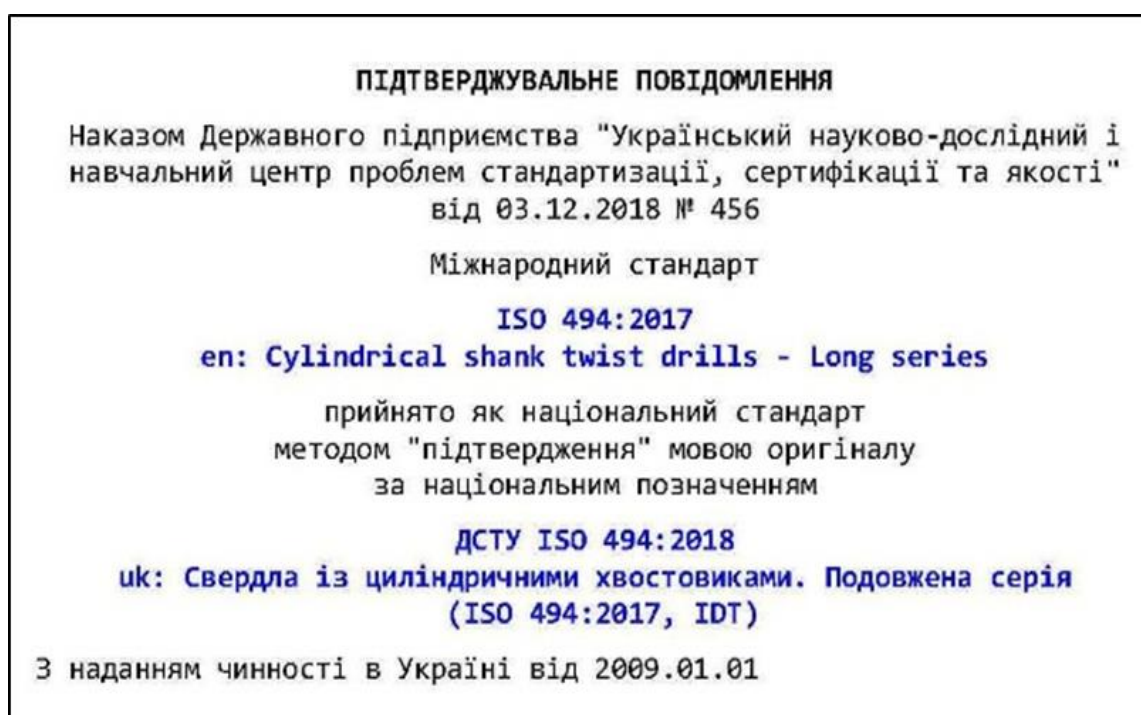 ПІДТВЕРДЖУВАЛЬНЕ ПОВІДОМЛЕННЯ
Наказом Державного підприємства "Український науково-дослідний і
навчальний центр проблем стандартизації, сертифікації та якості"
від 03.12.2018 № 456
Міжнародний стандарт
ISO 494:2017
en: Cylindrical shank twist drills - Long series
прийнято як національний стандарт
методом "підтвердження" мовою оригіналу
за національним позначенням
ДСТУ ISO 494:2018
uk: Свердла із циліндричними хвостовиками. Подовжена серія
(ISO 494:2017, IDT)
З наданням чинності в Україні від 2009.01.01